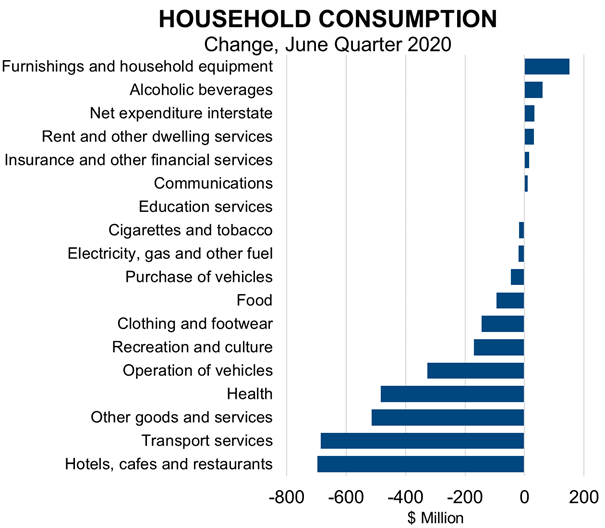 HOUSEHOLD CONSUMPTION
Change, June Quarter 2020
Furnishings and household equipment
Alcoholic beverages
Net expenditure interstate
Rent and other dwelling services
Insurance and other financial services
Communications
Education services
Cigarettes and tobacco
Electricity, gas and other fuel
Purchase of vehicles
Food
Clothing and footwear
Recreation and culture
Operation of vehicles
Health
Other goods and services
Transport services
Hotels, cafes and restaurants
-800 -600 -400 -200 0 200
$ Million